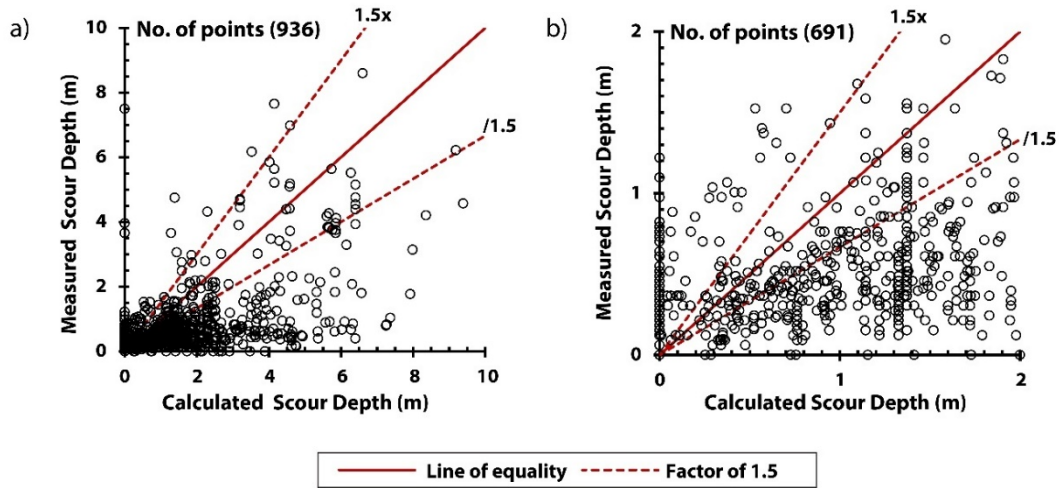 a)
No. of points (936)
1.5x
/1.5
10
8
6
4
2
0
Measured Scour Depth (m)
0 2 4 6 8 10
Calculated Scour Depth (m)
b)
No. of points (691)
1.5x
/1.5
2
1
0
Measured Scour Depth (m)
0 1 2
Calculated Scour Depth (m)
Line of equality
Factor of 1.5